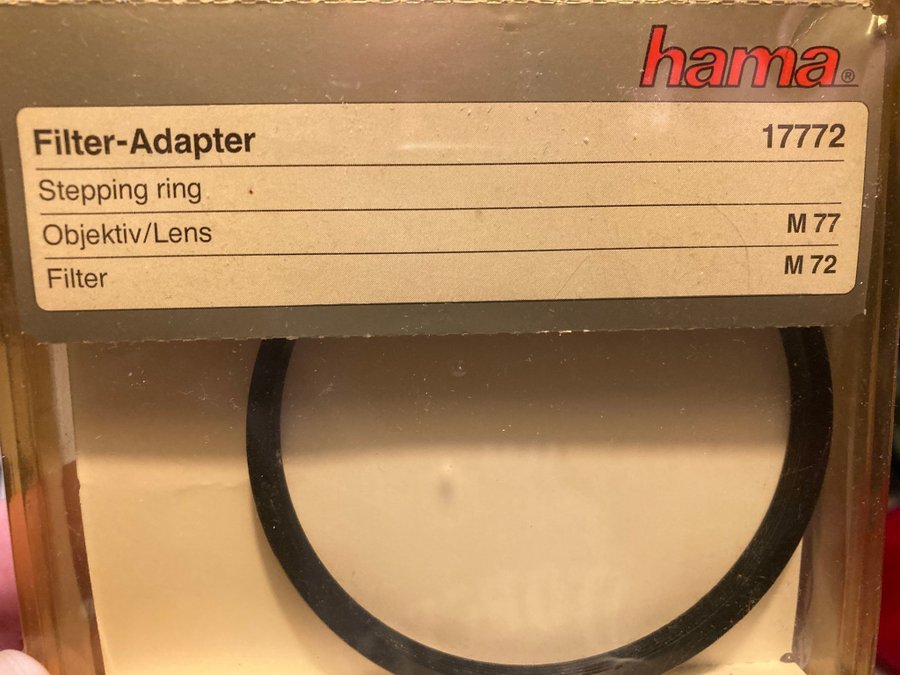 hama®
Filter-Adapter 17772
Stepping ring
Objektiv/Lens M 77
Filter M 72